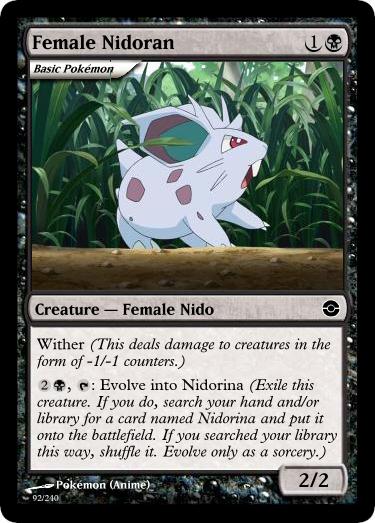 Female Nidoran 1
Basic Pokémon
Creature — Female Nido
Wither (This deals damage to creatures in the
form of -1/-1 counters.)
2, : Evolve into Nidorina (Exile this
creature. If you do, search your hand and/or
library for a card named Nidorina and put it
onto the battlefield. If you searched your library
this way, shuffle it. Evolve only as a sorcery.)
2/2
Pokémon (Anime)
92/240